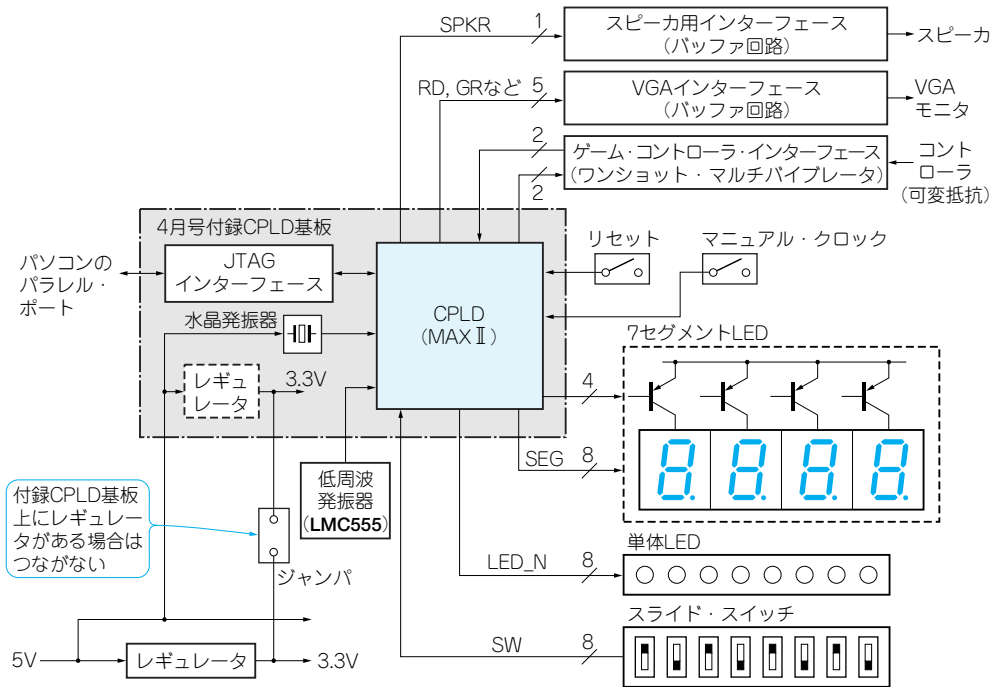 SPKR
1
スピーカ用インターフェース
(バッファ回路)
スピーカ
RD, GRなど
5
VGAインターフェース
(バッファ回路)
VGA
モニタ
2
2
ゲーム・コントローラ・インターフェース
(ワンショット・マルチバイブレータ)
コント
ローラ
(可変抵抗)
4月号付録CPLD基板
パソコンの
パラレル・
ポート
JTAG
インターフェース
CPLD
(MAXⅡ)
リセット
マニュアル・クロック
水晶発振器
レギュ
レータ
3.3V
7セグメントLED
4
SEG
8
8.
8.
8.
8.
低周波
発振器
(LMC555)
付録CPLD基板
上にレギュレー
タがある場合は
つながない
ジャンパ
LED_N
8
単体LED
SW
8
スライド・スイッチ
5V
レギュレータ
3.3V